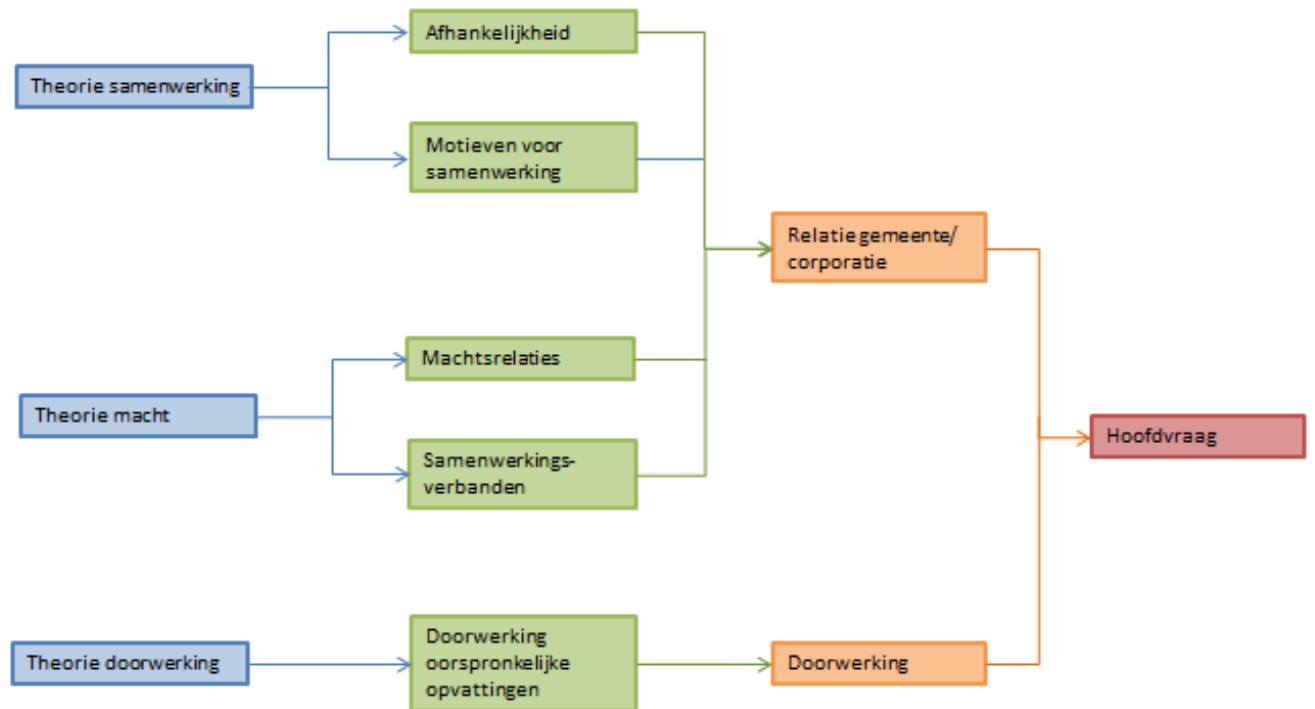 Afhankelijkheid
Theorie samenwerking
Motieven voor
samenwerking
Relatie gemeente/
corporatie
Machtsrelaties
Theorie macht
Hoofdvraag
Samenwerkings-
verbanden
Doorwerking
oorspronkelijke
opvattingen
Theorie doorwerking
Doorwerking